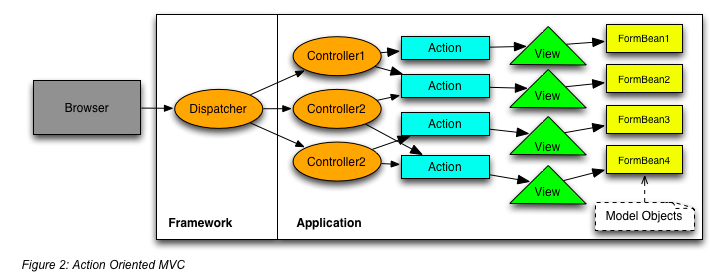 Browser
Dispatcher
Controller1
Controller2
Controller2
Action
Action
Action
Action
View
View
View
View
FormBean1
FormBean2
FormBean3
FormBean4
Model Objects
Framework
Application
Figure 2: Action Oriented MVC